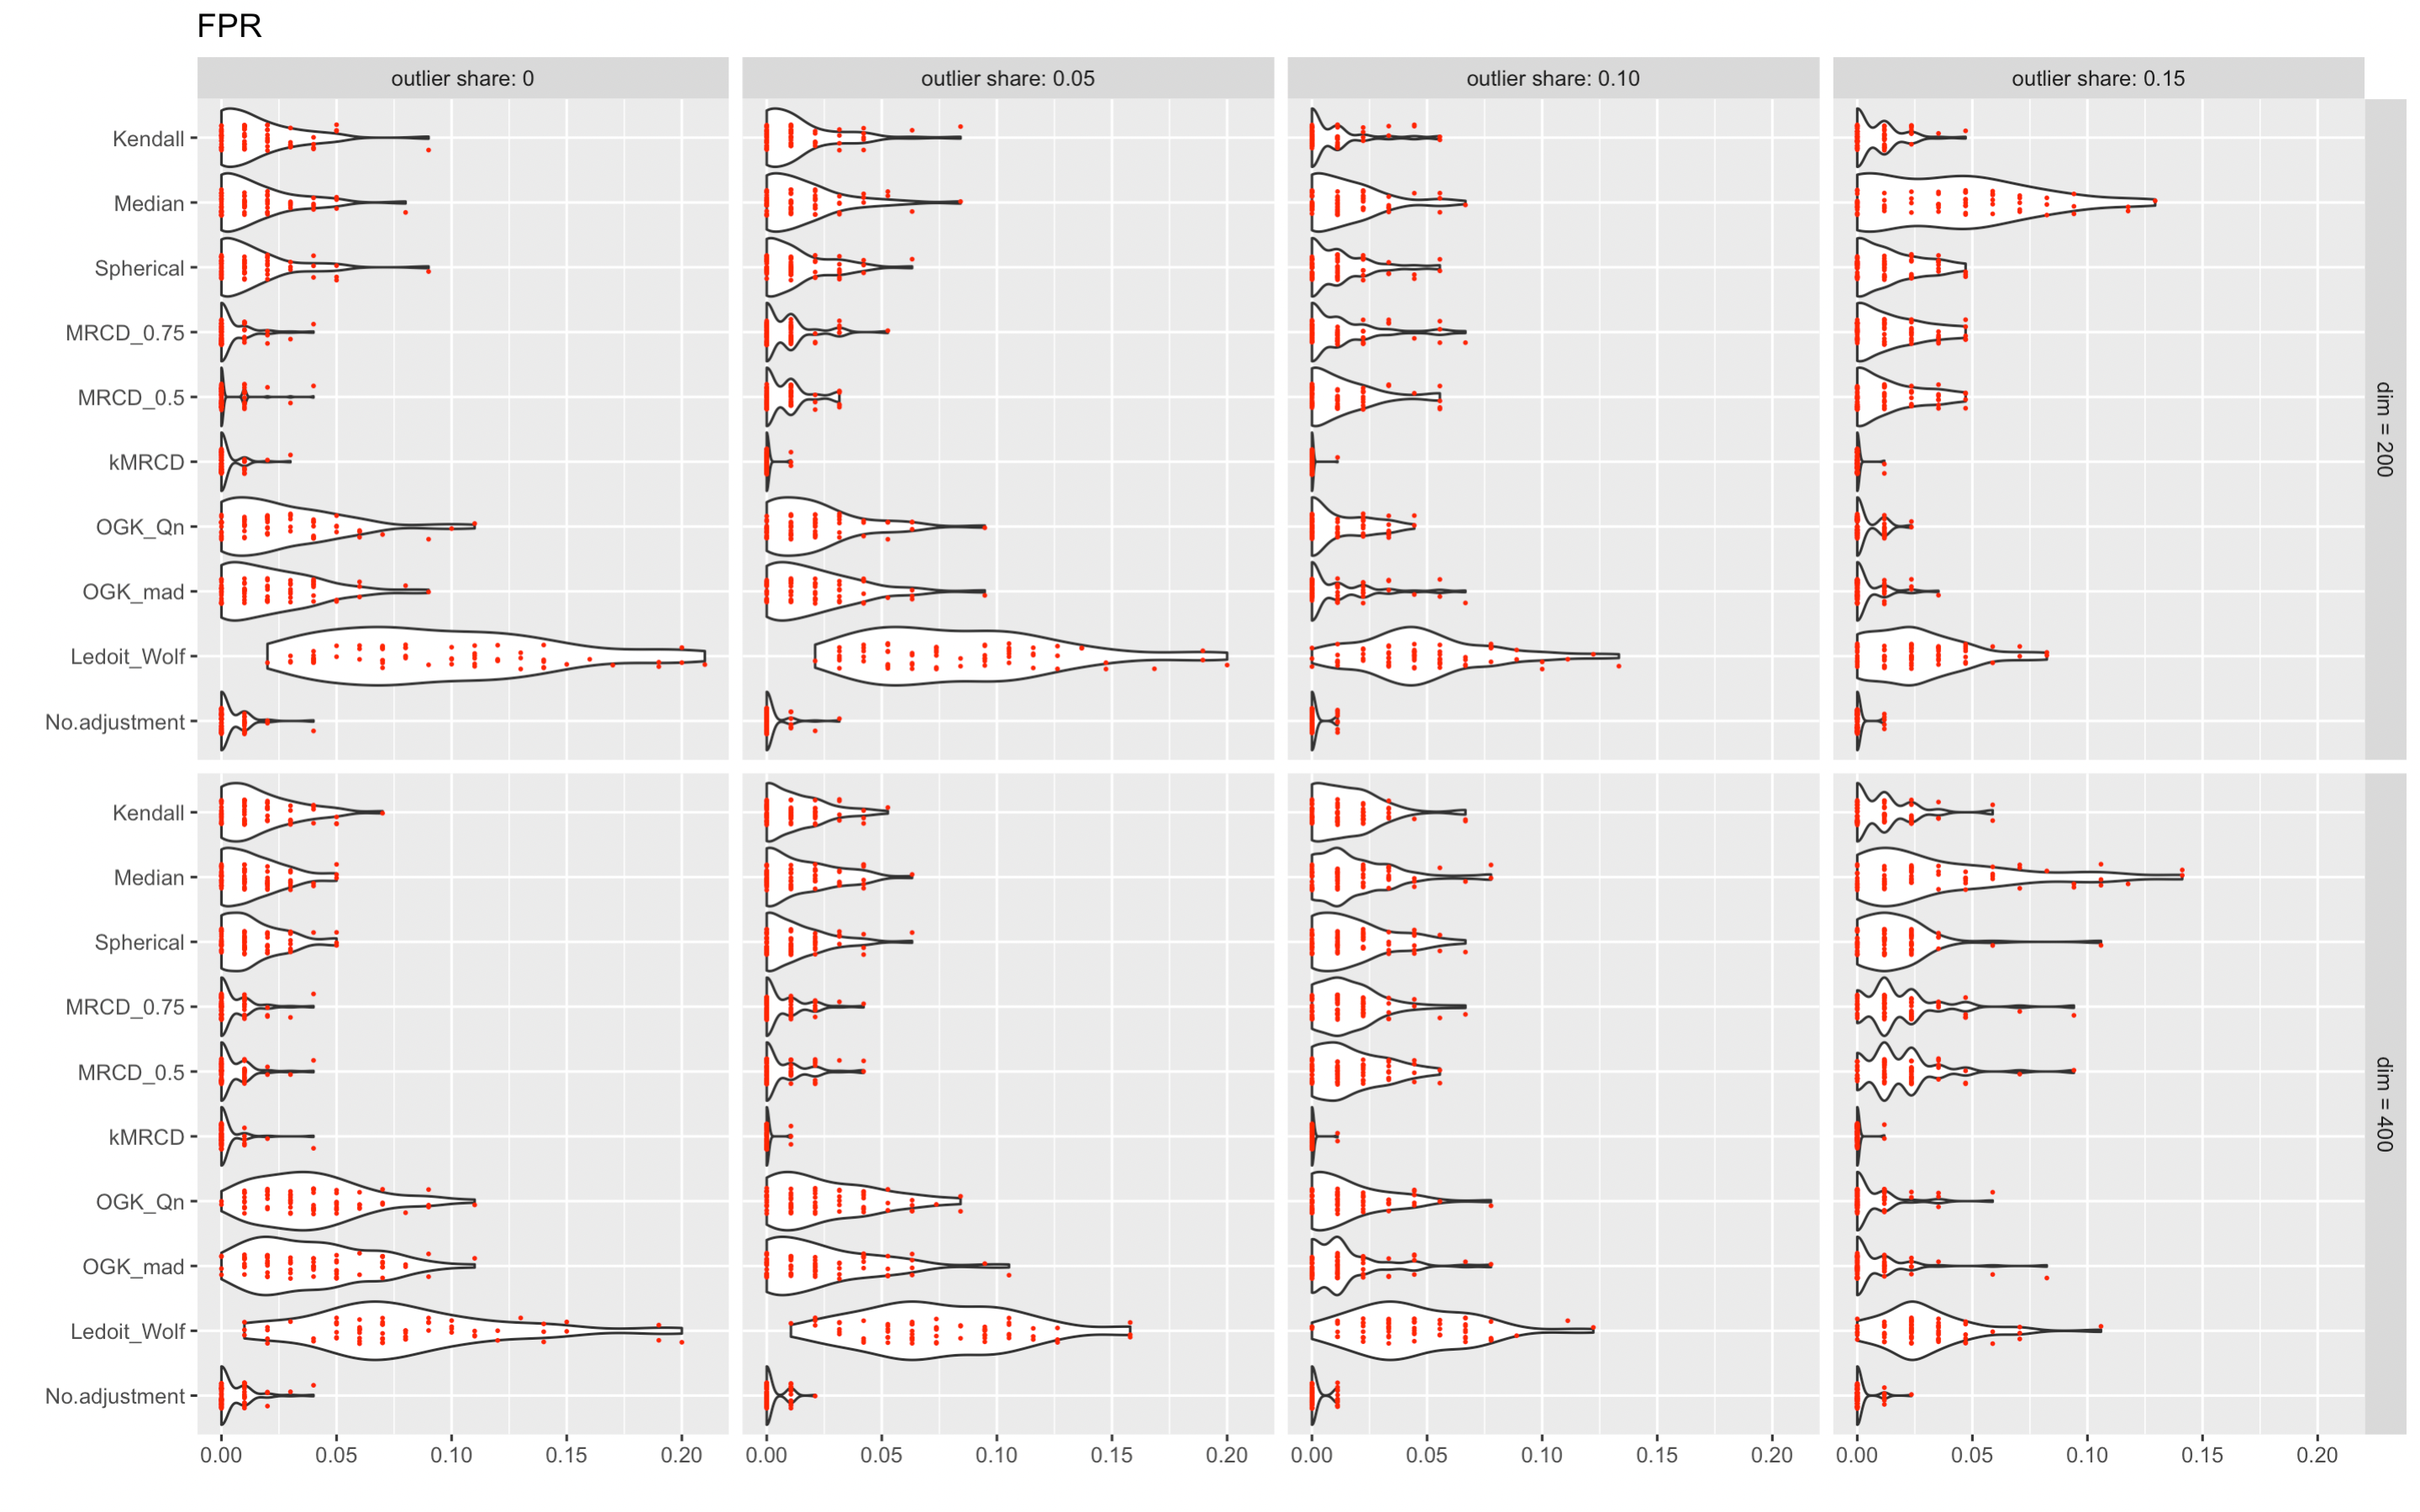 FPR
outlier share: 0
outlier share: 0.05
outlier share: 0.10
outlier share: 0.15
Kendall
Median
Spherical
MRCD_0.75
MRCD_0.5
kMRCD
OGK_Qn
OGK_mad
Ledoit_Wolf
No.adjustment
dim = 200
Kendall
Median
Spherical
MRCD_0.75
MRCD_0.5
kMRCD
OGK_Qn
OGK_mad
Ledoit_Wolf
No.adjustment
dim = 400
0.00 0.05 0.10 0.15 0.20
0.00 0.05 0.10 0.15 0.20
0.00 0.05 0.10 0.15 0.20
0.00 0.05 0.10 0.15 0.20